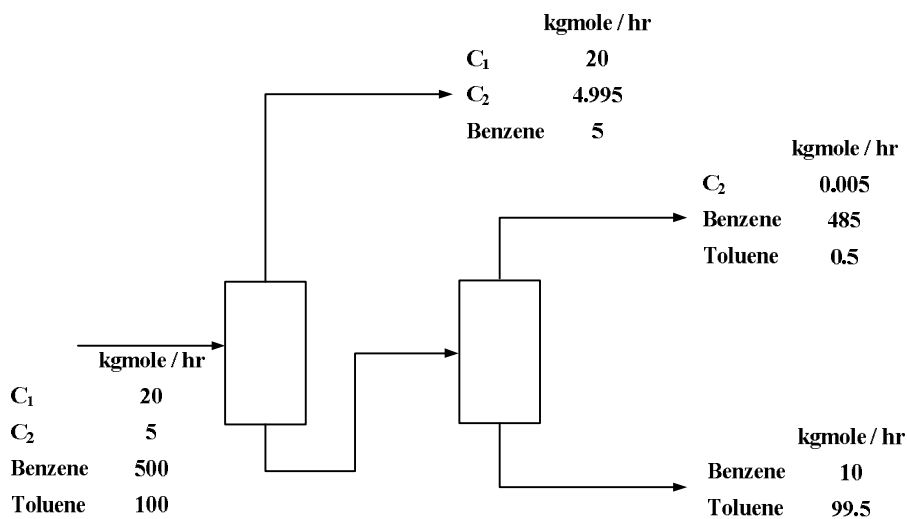 kgmole / hr
C₁ 20
C₂ 4.995
Benzene 5
kgmole / hr
C₂ 0.005
Benzene 485
Toluene 0.5
kgmole / hr
C₁ 20
C₂ 5
Benzene 500
Toluene 100
kgmole / hr
Benzene 10
Toluene 99.5